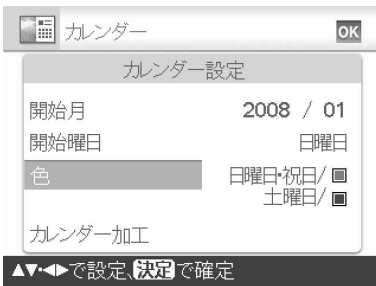 カレンダー OK
カレンダー設定
開始月 2008 / 01
開始曜日 日曜日
色 日曜日・祝日/
土曜日/
カレンダー加工
▲▼・◀▶で設定、決定で確定